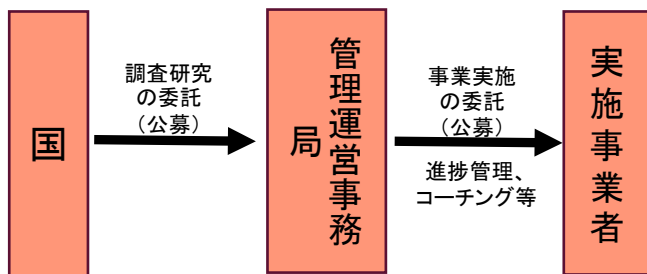 国
調査研究
の委託
（公募）
管理運営事務
局
事業実施
の委託
（公募）
進捗管理、
コーチング等
実施事業者